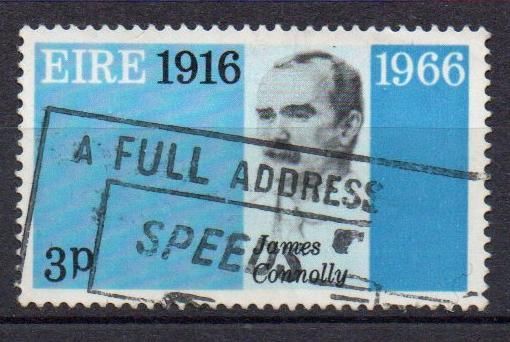 EIRE 1916 1966
A FULL ADDRESS
SPEEDS
James
Connolly
3p